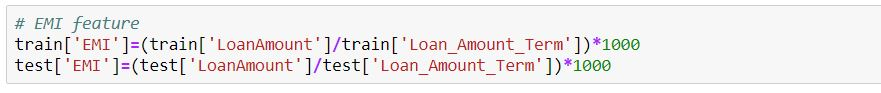 # EMI feature
train['EMI']=(train['LoanAmount']/train['Loan_Amount_Term'])*1000
test['EMI']=(test['LoanAmount']/test['Loan_Amount_Term'])*1000